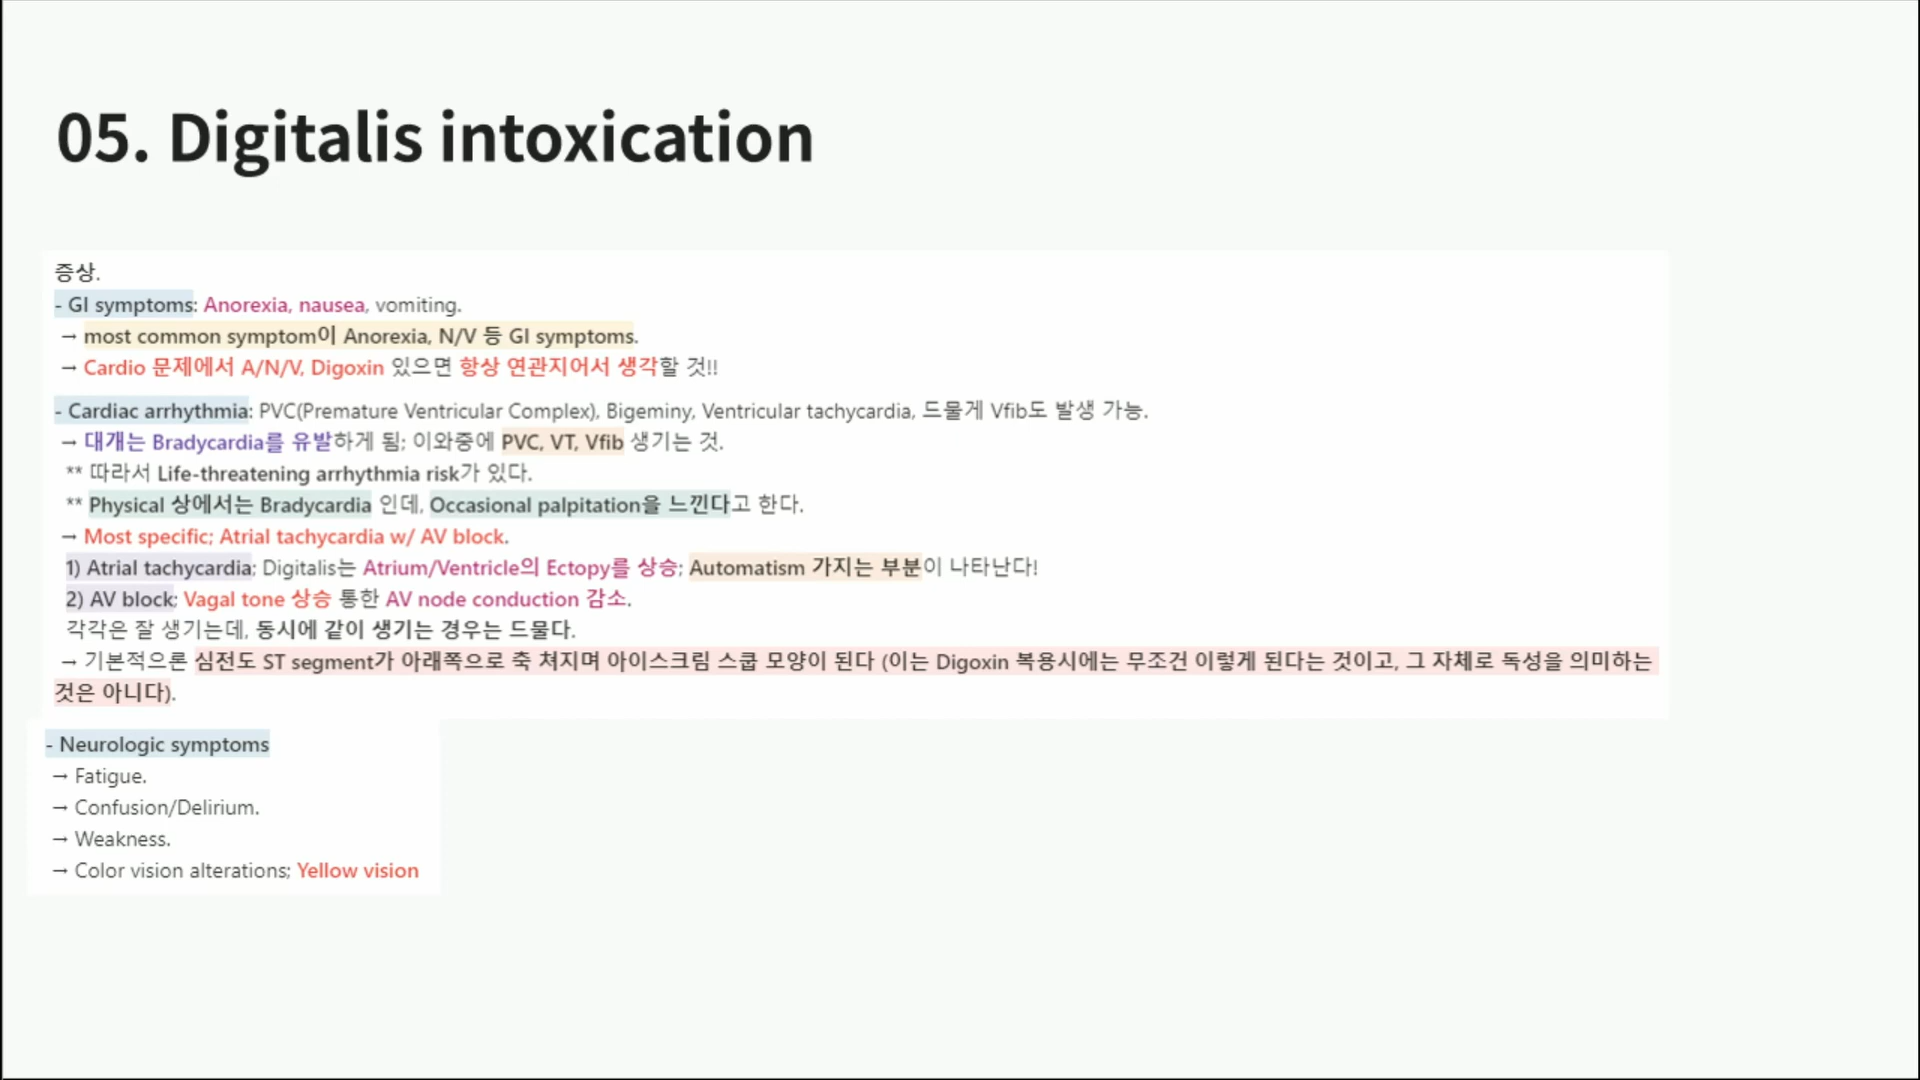 05. Digitalis intoxication
증상.
- GI symptoms: Anorexia, nausea, vomiting.
→ most common symptom이 Anorexia, N/V 등 GI symptoms.
→ Cardio 문제에서 A/N/V, Digoxin 있으면 항상 연관지어서 생각할 것!!
- Cardiac arrhythmia: PVC(Premature Ventricular Complex), Bigeminy, Ventricular tachycardia, 드물게 Vfib도 발생 가능.
→ 대개는 Bradycardia를 유발하게 됨; 이와중에 PVC, VT, Vfib 생기는 것.
** 따라서 Life-threatening arrhythmia risk가 있다.
** Physical 상에서는 Bradycardia 인데, Occasional palpitation을 느낀다고 한다.
→ Most specific; Atrial tachycardia w/ AV block.
1) Atrial tachycardia; Digitalis는 Atrium/Ventricle의 Ectopy를 상승; Automatism 가지는 부분이 나타난다!
2) AV block; Vagal tone 상승 통한 AV node conduction 감소.
각각은 잘 생기는데, 동시에 같이 생기는 경우는 드물다.
→ 기본적으론 심전도 ST segment가 아래쪽으로 축 쳐지며 아이스크림 스쿱 모양이 된다 (이는 Digoxin 복용시에는 무조건 이렇게 된다는 것이고, 그 자체로 독성을 의미하는
것은 아니다).
- Neurologic symptoms
→ Fatigue.
→ Confusion/Delirium.
→ Weakness.
→ Color vision alterations; Yellow vision